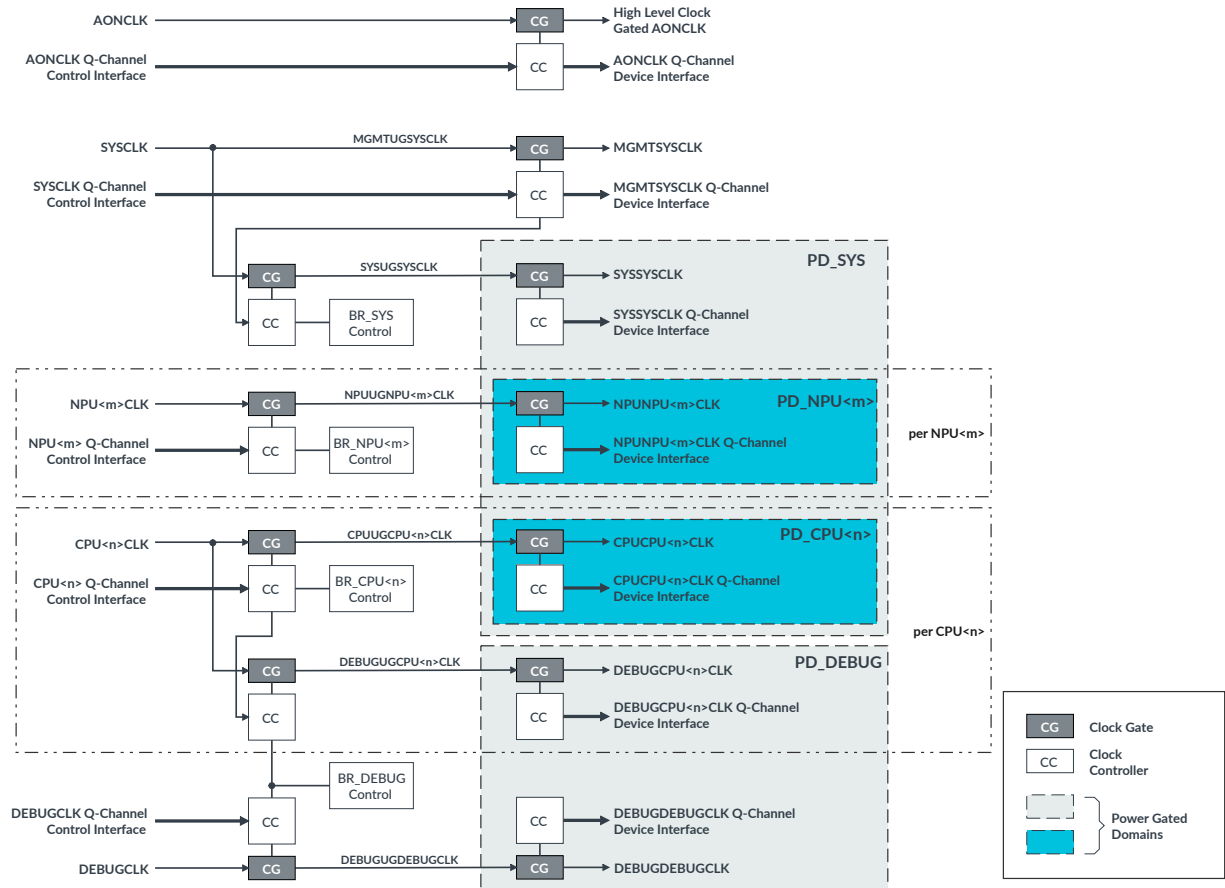 AONCLK
CG
High Level Clock
Gated AONCLK
AONCLK Q-Channel
Control Interface
CC
AONCLK Q-Channel
Device Interface
SYSCLK
MGMTUGSYSCLK
CG
MGMTSYSCLK
SYSCLK Q-Channel
Control Interface
CC
MGMTSYSCLK Q-Channel
Device Interface
PD_SYS
CG
SYSUGSYSCLK
CG
SYSSYSCLK
CC
BR_SYS
Control
CC
SYSSYSCLK Q-Channel
Device Interface
NPU<m>CLK
CG
NPUUGNPU<m>CLK
CG
NPUNPU<m>CLK
PD_NPU<m>
NPU<m> Q-Channel
Control Interface
CC
BR_NPU<m>
Control
CC
NPUNPU<m>CLK Q-Channel
Device Interface
per NPU<m>
CPU<n>CLK
CG
CPUUGCPU<n>CLK
CG
CPUCPU<n>CLK
PD_CPU<n>
CPU<n> Q-Channel
Control Interface
CC
BR_CPU<n>
Control
CC
CPUCPU<n>CLK Q-Channel
Device Interface
per CPU<n>
PD_DEBUG
CG
DEBUGUGCPU<n>CLK
CG
DEBUGCPU<n>CLK
CC
CC
DEBUGCPU<n>CLK Q-Channel
Device Interface
BR_DEBUG
Control
DEBUGCLK Q-Channel
Control Interface
CC
CC
DEBUGDEBUGCLK Q-Channel
Device Interface
DEBUGCLK
CG
DEBUGUGDEBUGCLK
CG
DEBUGDEBUGCLK
CG
Clock Gate
CC
Clock
Controller
Power Gated
Domains